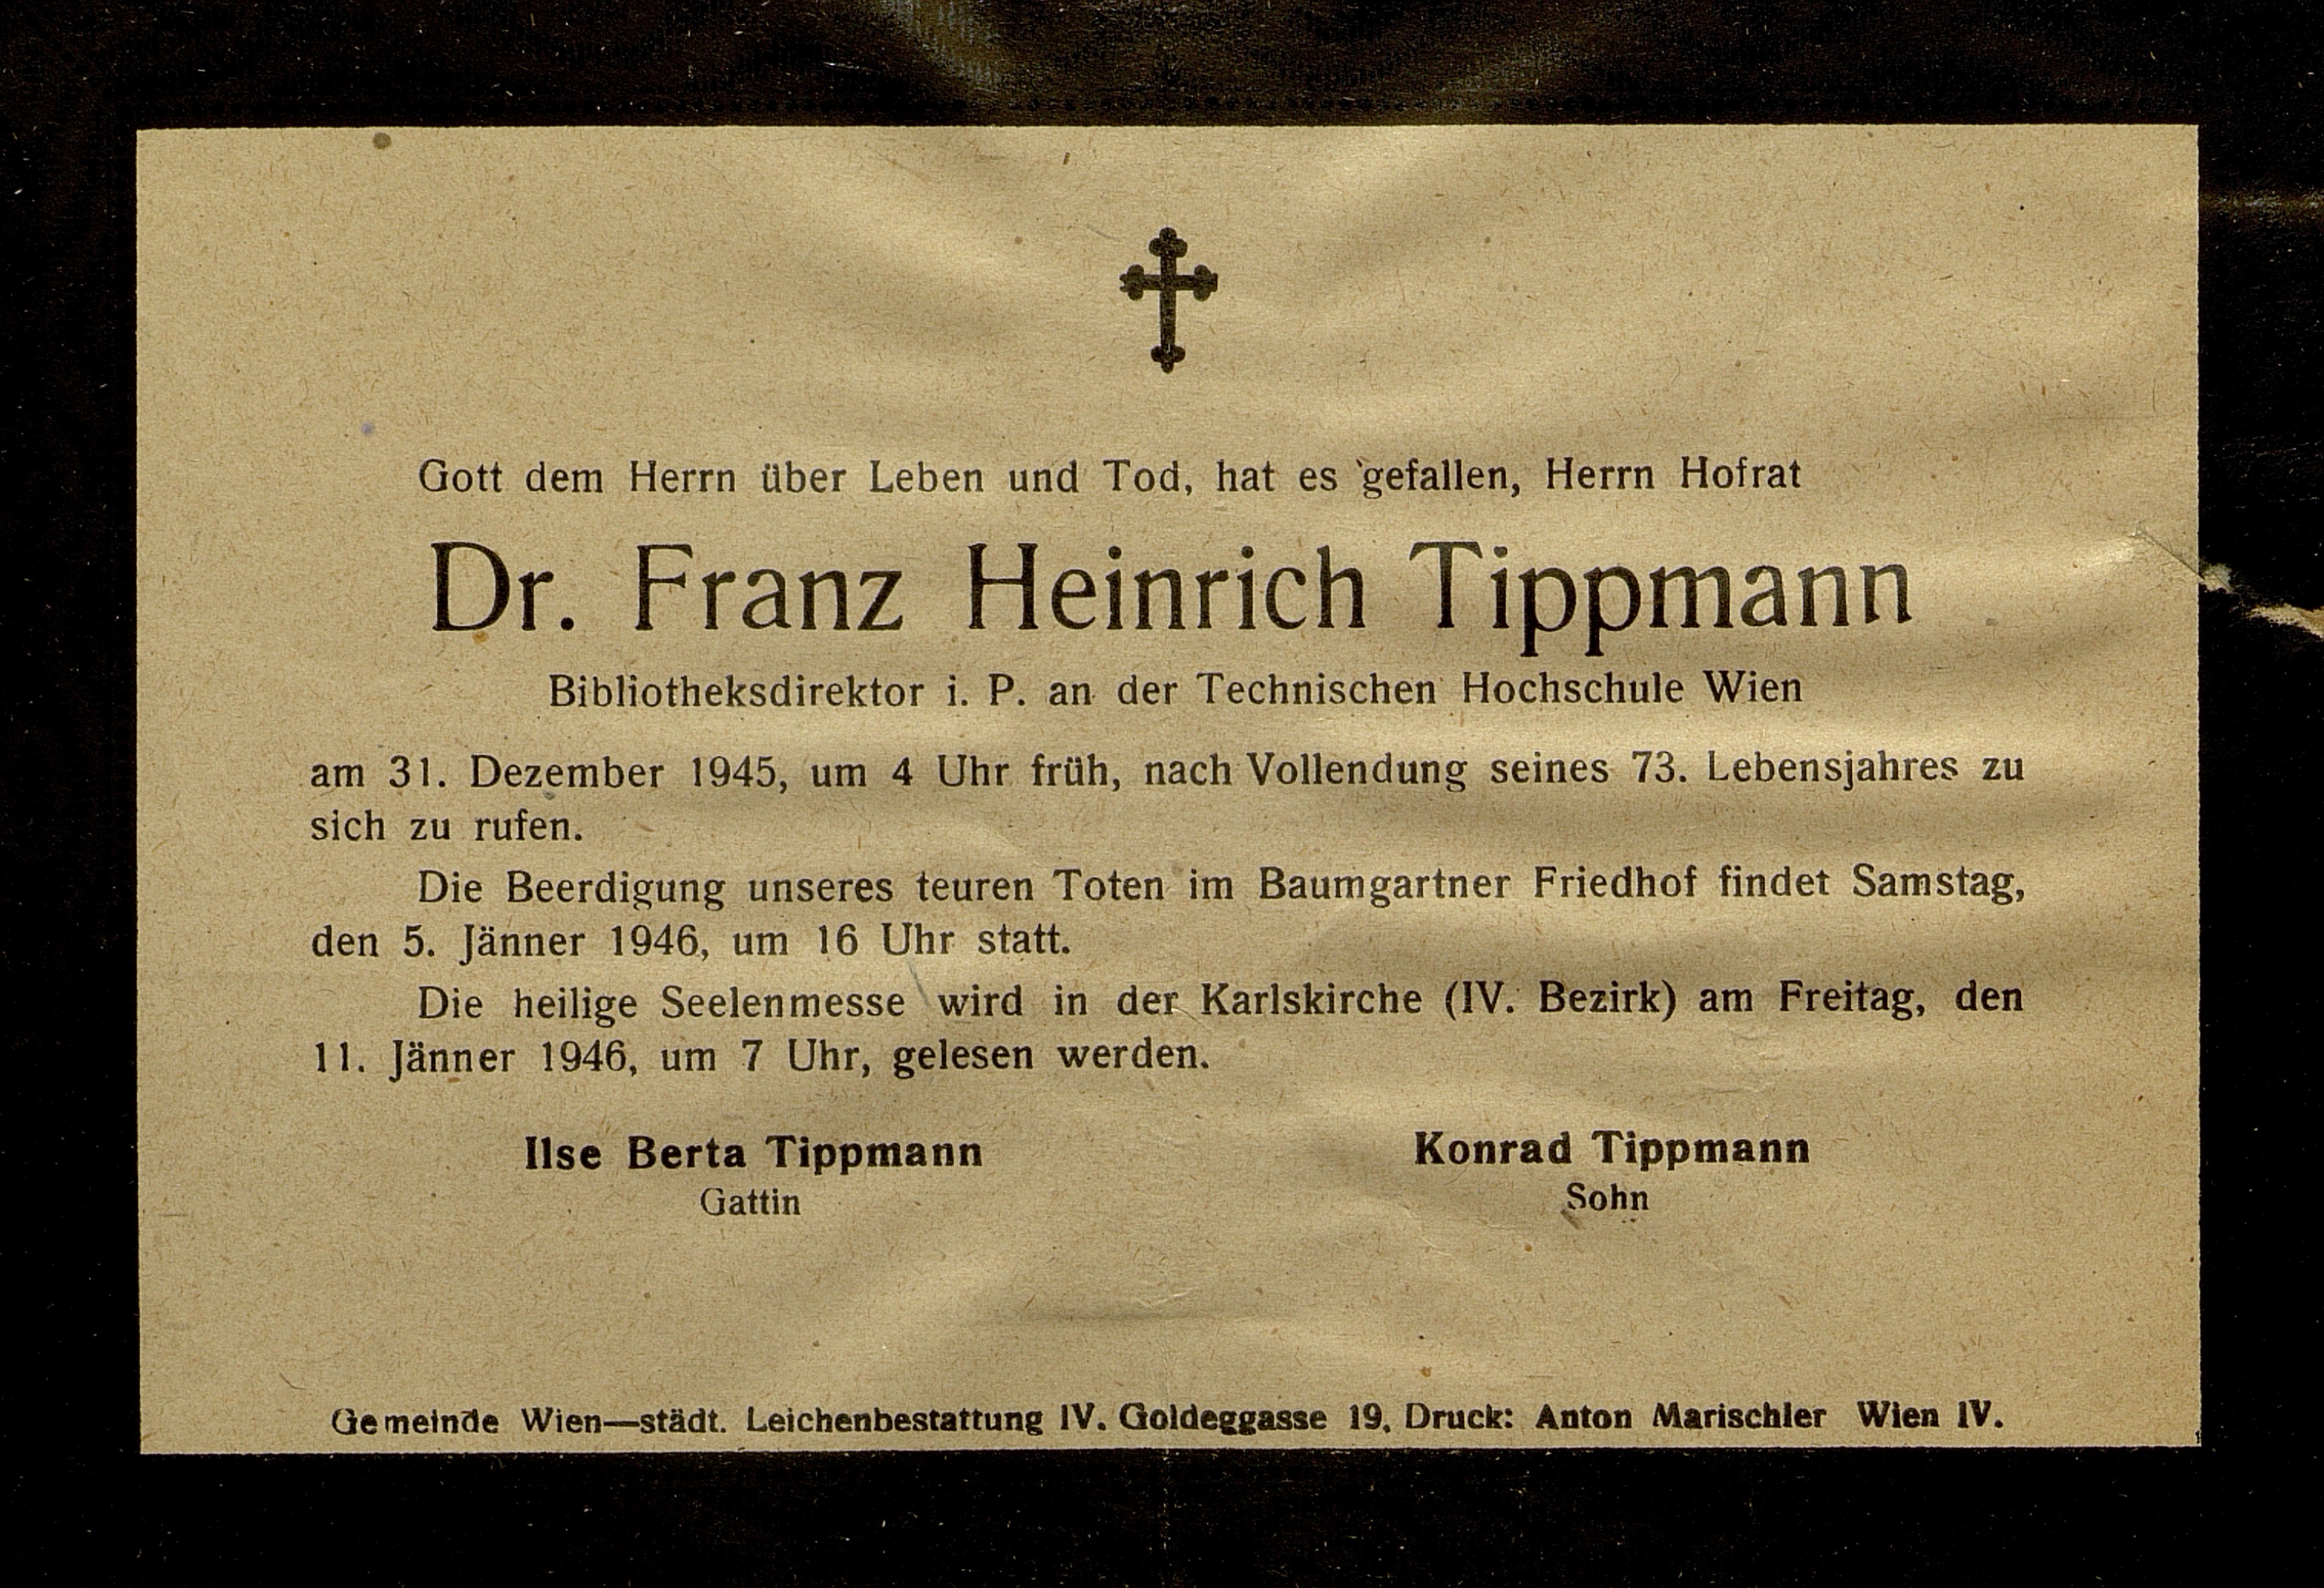 Gott dem Herrn über Leben und Tod, hat es gefallen, Herrn Hofrat
Dr. Franz Heinrich Tippmann
Bibliotheksdirektor i. P. an der Technischen Hochschule Wien
am 31. Dezember 1945, um 4 Uhr früh, nach Vollendung seines 73. Lebensjahres zu
sich zu rufen.
Die Beerdigung unseres teuren Toten im Baumgartner Friedhof findet Samstag,
den 5. Jänner 1946, um 16 Uhr statt.
Die heilige Seelenmesse wird in der Karlskirche (IV. Bezirk) am Freitag, den
11. Jänner 1946, um 7 Uhr, gelesen werden.
Ilse Berta Tippmann Konrad Tippmann
Gattin Sohn
Gemeinde Wien—städt. Leichenbestattung IV. Goldeggasse 19, Druck: Anton Marischler Wien IV.